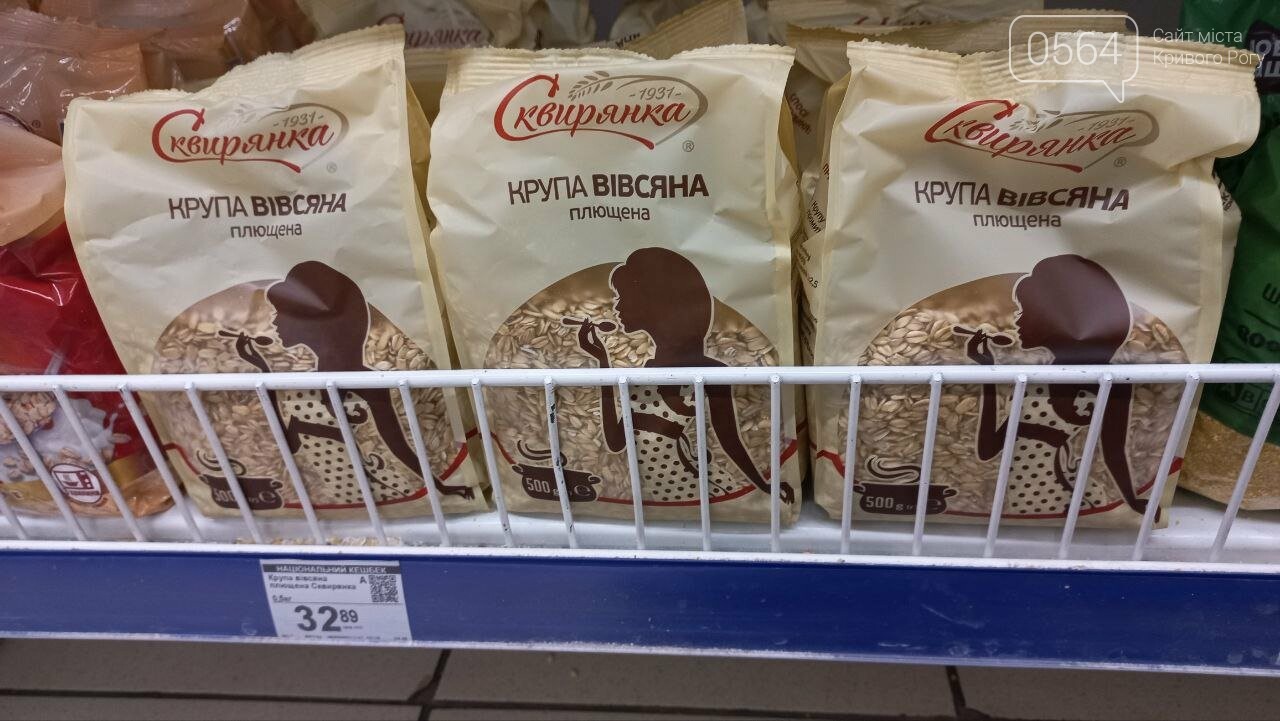 0564
Сайт міста
Кривого Рогу
Сквирянка
-1931-
®
КРУПА ВІВСЯНА
плющена
500
Сквирянка
-1931-
®
КРУПА ВІВСЯНА
плющена
500 g
Сквирянка
-1931-
®
КРУПА ВІВСЯНА
плющена
500 g
НАЦІОНАЛЬНИЙ КЕШБЕК
Крупа вівсяна А
плющена Сквирянка
0,5кг
32 89